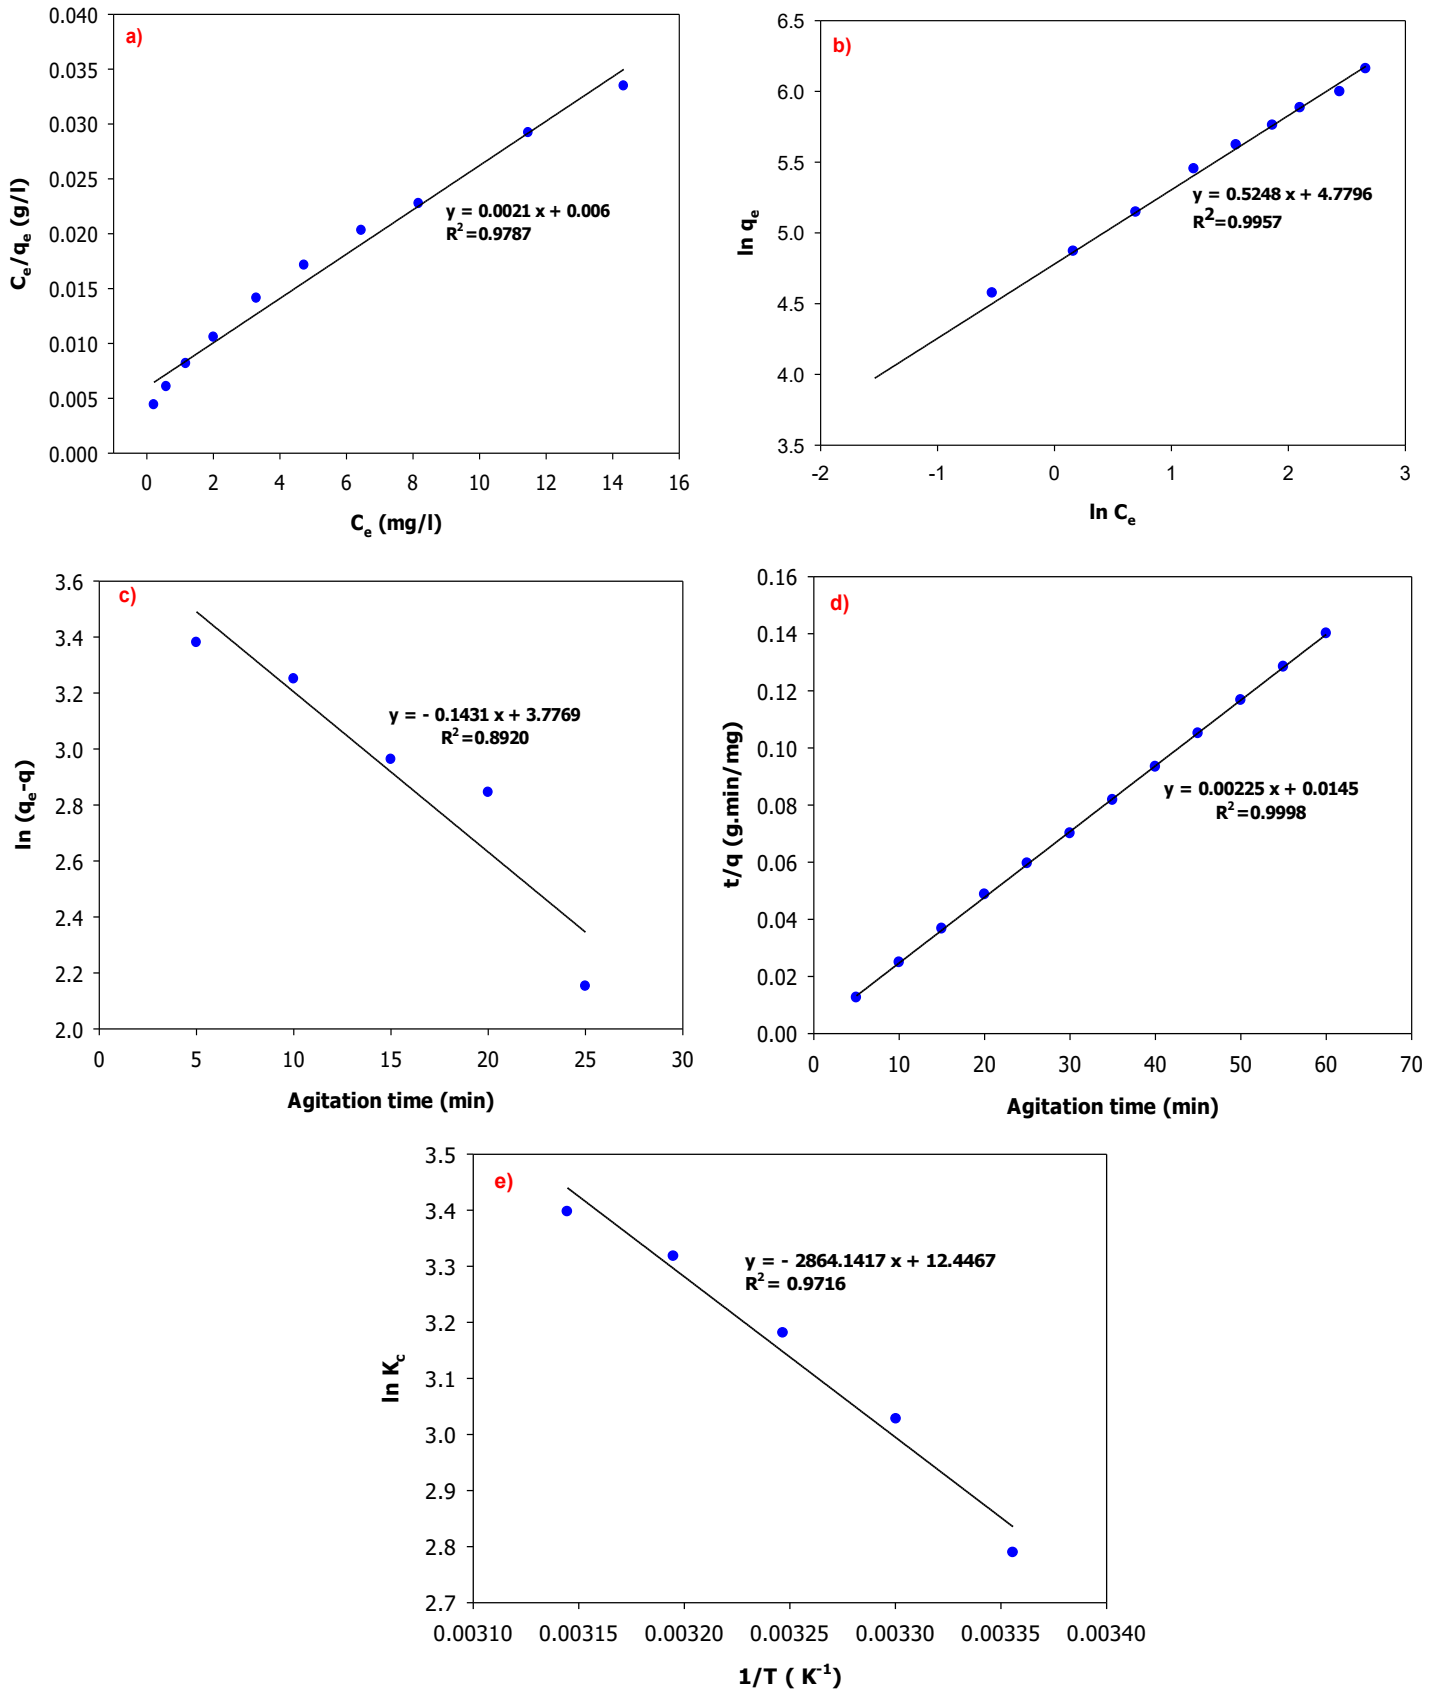 a)
0.040
0.035
0.030
0.025
0.020
0.015
0.010
0.005
0.000
Ce/qe (g/l)
y = 0.0021 x + 0.006
R2=0.9787
0 2 4 6 8 10 12 14 16
Ce (mg/l)
b)
6.5
6.0
5.5
5.0
4.5
4.0
3.5
ln qe
y = 0.5248 x + 4.7796
R2=0.9957
-2 -1 0 1 2 3
ln Ce
c)
3.6
3.4
3.2
3.0
2.8
2.6
2.4
2.2
2.0
ln (qe-q)
y = - 0.1431 x + 3.7769
R2=0.8920
0 5 10 15 20 25 30
Agitation time (min)
d)
0.16
0.14
0.12
0.10
0.08
0.06
0.04
0.02
0.00
t/q (g.min/mg)
y = 0.00225 x + 0.0145
R2=0.9998
0 10 20 30 40 50 60 70
Agitation time (min)
e)
3.5
3.4
3.3
3.2
3.1
3.0
2.9
2.8
2.7
ln Kc
y = - 2864.1417 x + 12.4467
R2= 0.9716
0.00310 0.00315 0.00320 0.00325 0.00330 0.00335 0.00340
1/T ( K-1)